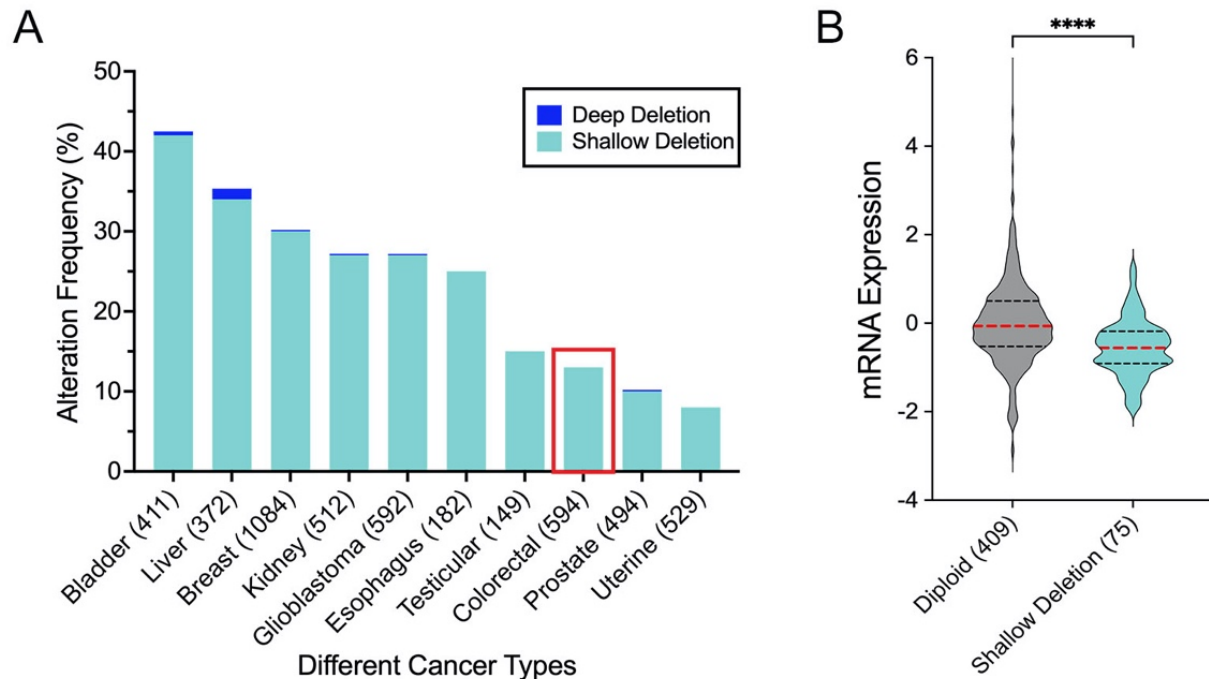 A
Alteration Frequency (%)
50
40
30
20
10
0
Deep Deletion
Shallow Deletion
Bladder (411)
Liver (372)
Breast (1084)
Kidney (512)
Glioblastoma (592)
Esophagus (182)
Testicular (149)
Colorectal (594)
Prostate (494)
Uterine (529)
Different Cancer Types
B
****
mRNA Expression
6
4
2
0
-2
-4
Diploid (409)
Shallow Deletion (75)